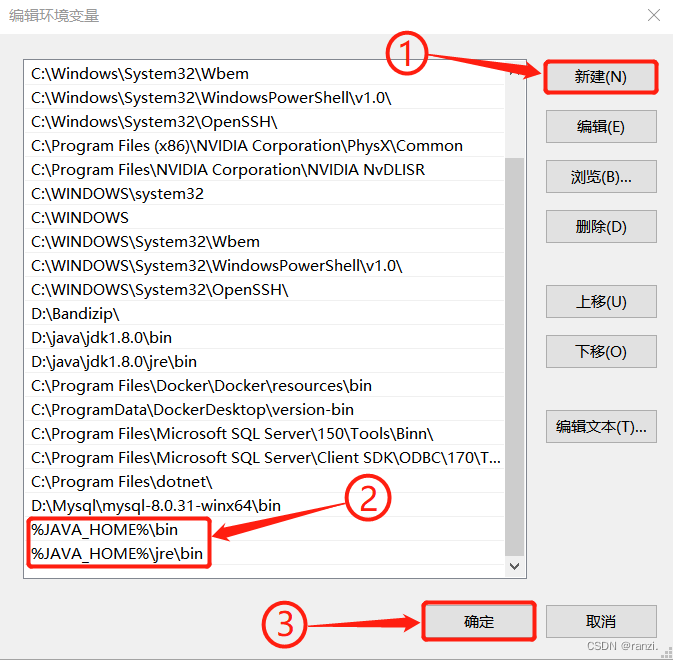 编辑环境变量
①
C:\Windows\System32\Wbem
新建(N)
C:\Windows\System32\WindowsPowerShell\v1.0\
C:\Windows\System32\OpenSSH\
编辑(E)
C:\Program Files (x86)\NVIDIA Corporation\PhysX\Common
C:\Program Files\NVIDIA Corporation\NVIDIA NvDLISR
浏览(B)...
C:\WINDOWS\system32
C:\WINDOWS
删除(D)
C:\WINDOWS\System32\Wbem
C:\WINDOWS\System32\WindowsPowerShell\v1.0\
C:\WINDOWS\System32\OpenSSH\
上移(U)
D:\Bandizip\
D:\java\jdk1.8.0\bin
下移(O)
D:\java\jdk1.8.0\jre\bin
C:\Program Files\Docker\Docker\resources\bin
C:\ProgramData\DockerDesktop\version-bin
编辑文本(T)...
C:\Program Files\Microsoft SQL Server\150\Tools\Binn\
C:\Program Files\Microsoft SQL Server\Client SDK\ODBC\170\T...
C:\Program Files\dotnet\
D:\Mysql\mysql-8.0.31-winx64\bin
②
%JAVA_HOME%\bin
%JAVA_HOME%\jre\bin
③
确定
取消
CSDN @ranzi.